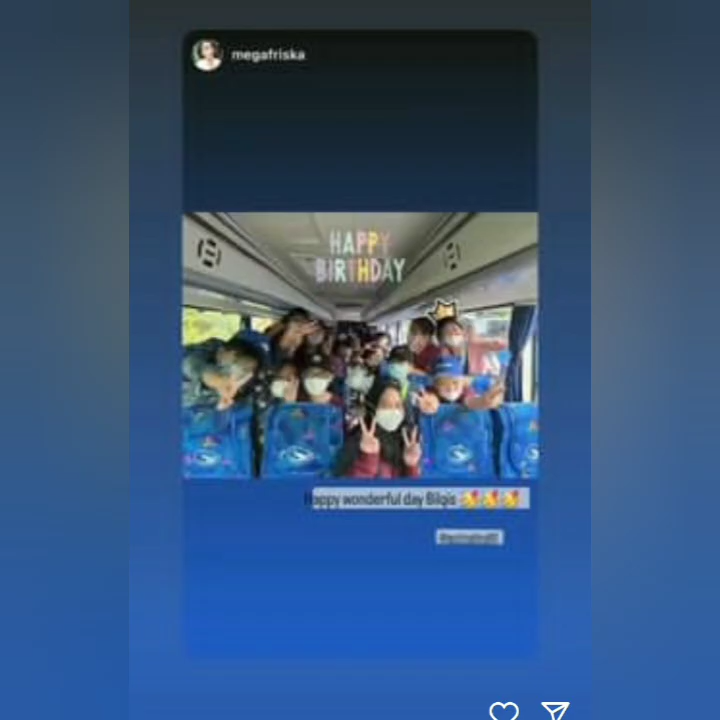 megafriska
HAPPY
BIRTHDAY
Happy wonderful day Bilqis 🥳🥳🥳